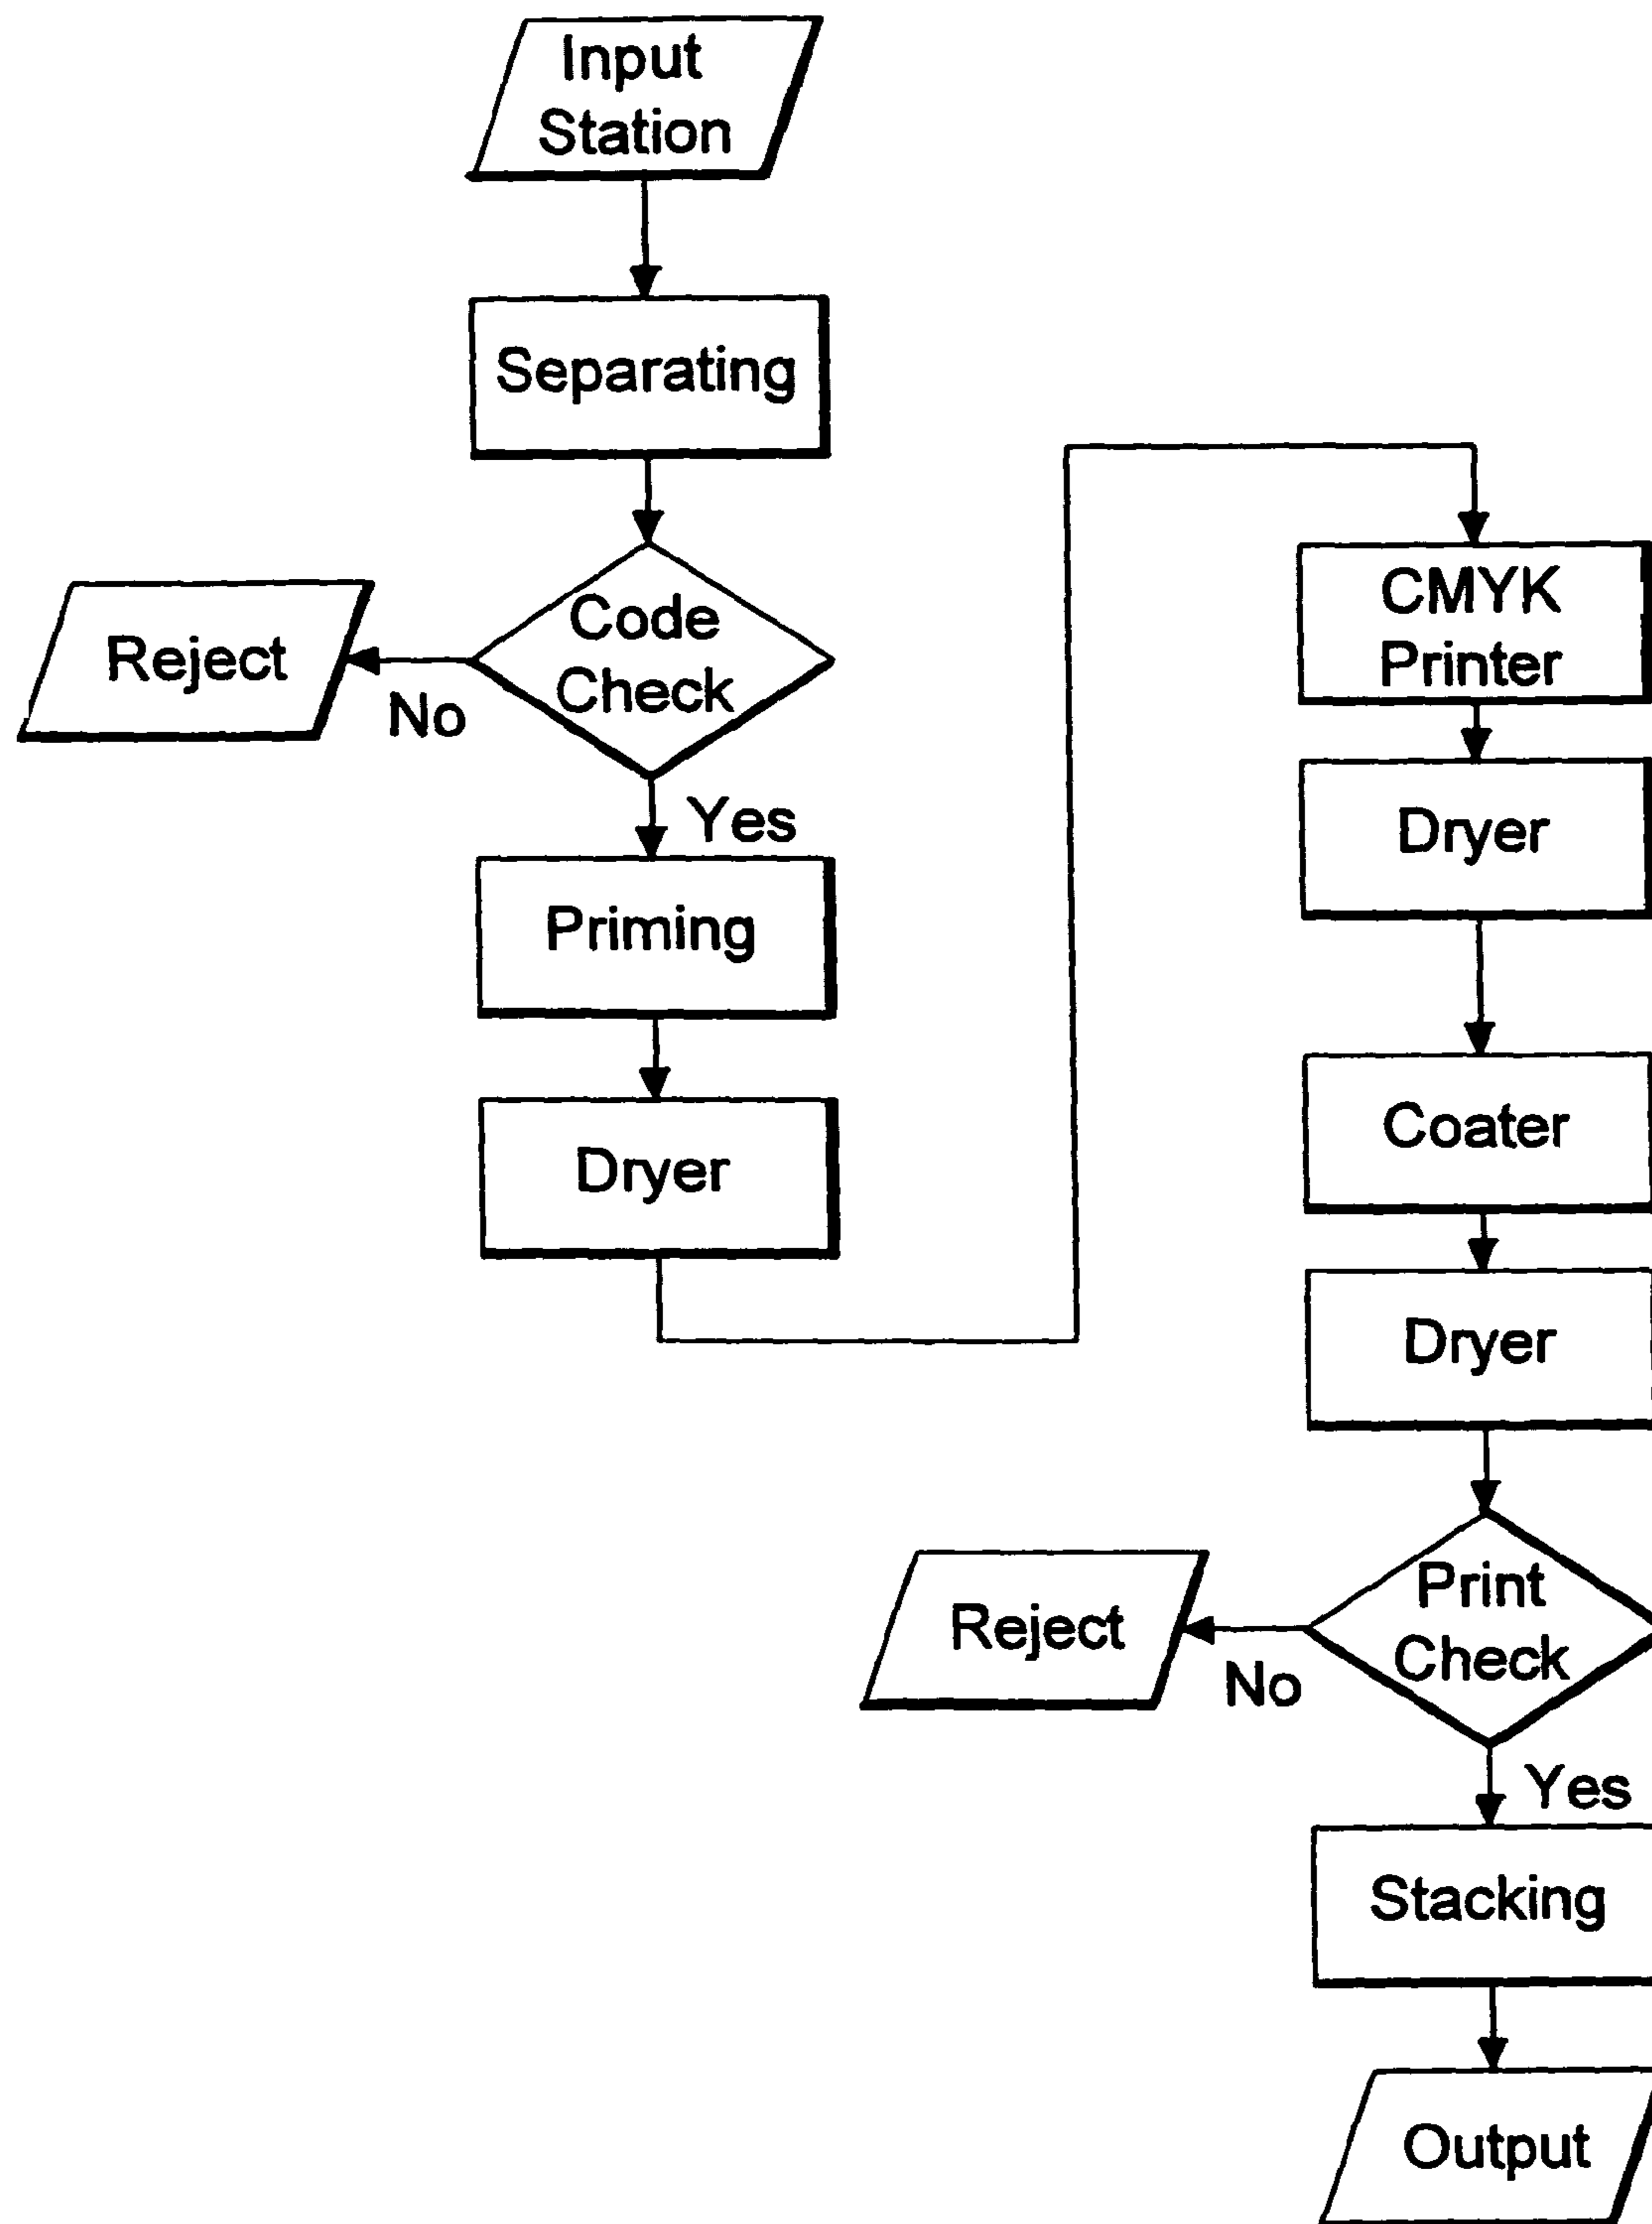 Input
Station
Separating
Code
Check
Reject
No
Yes
Priming
Dryer
CMYK
Printer
Dryer
Coater
Dryer
Print
Check
Reject
No
Yes
Stacking
Output